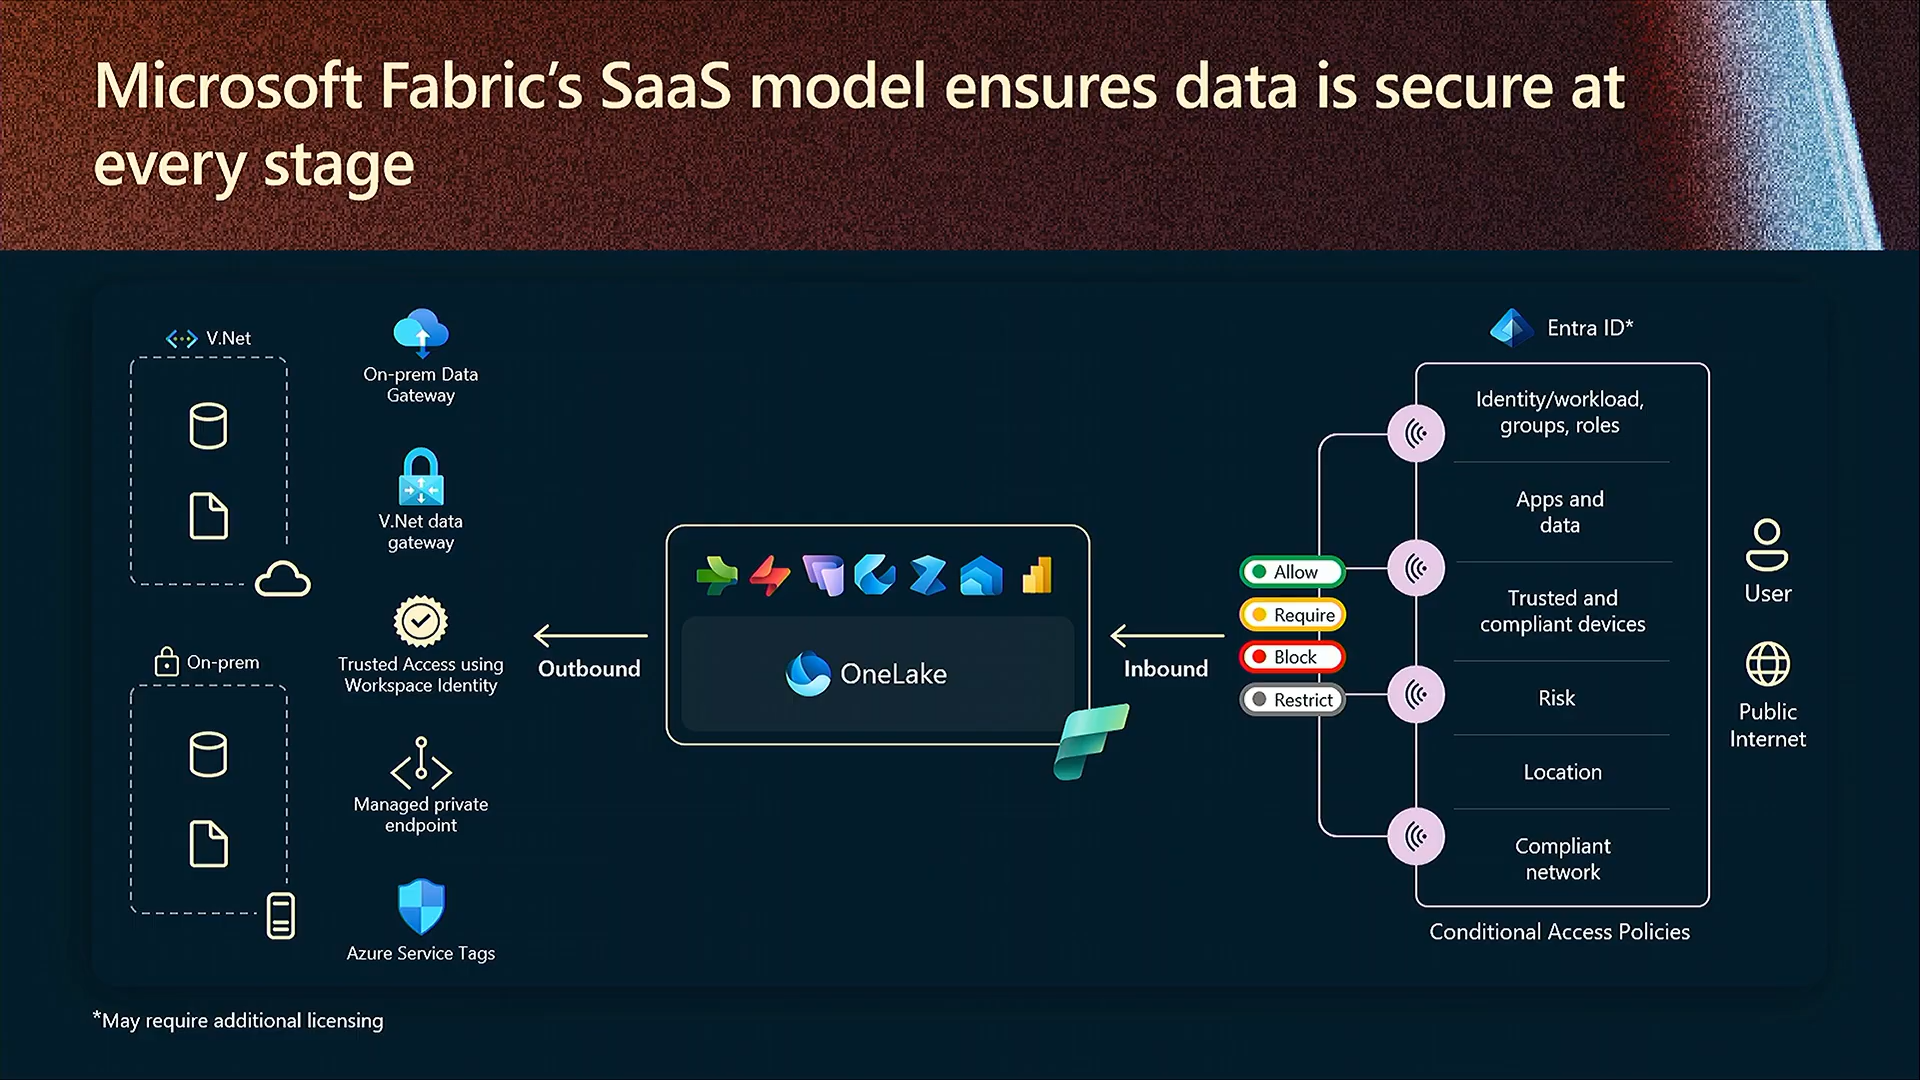 Microsoft Fabric's SaaS model ensures data is secure at
every stage
V.Net
On-prem
On-prem Data
Gateway
V.Net data
gateway
Trusted Access using
Workspace Identity
Managed private
endpoint
Azure Service Tags
Outbound
OneLake
Inbound
Allow
Require
Block
Restrict
Entra ID*
Identity/workload,
groups, roles
Apps and
data
Trusted and
compliant devices
Risk
Location
Compliant
network
Conditional Access Policies
User
Public
Internet
*May require additional licensing